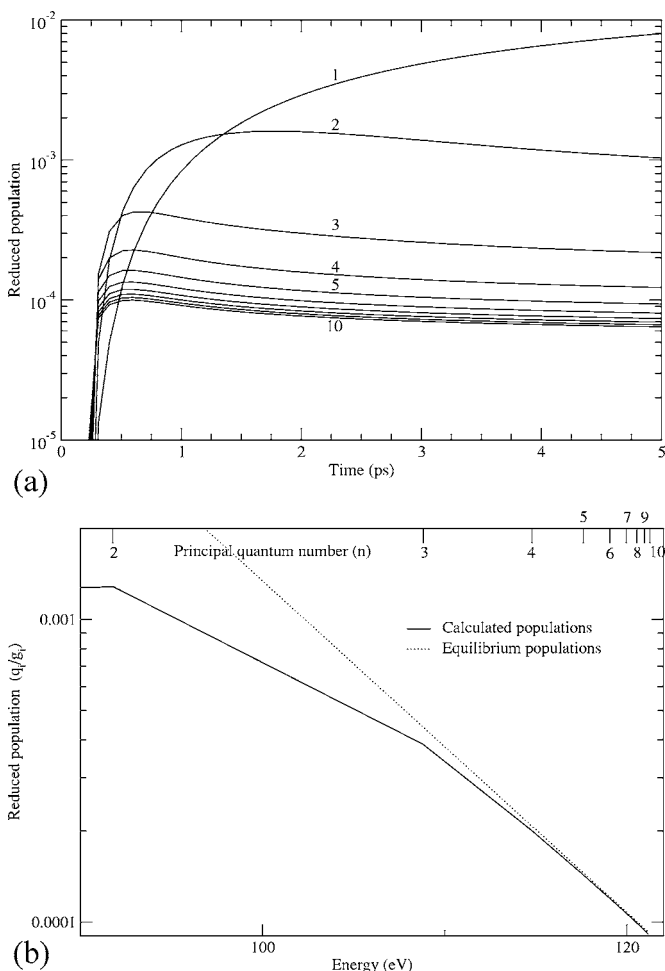 10^-2
10^-3
10^-4
10^-5
Reduced population
1
2
3
4
5
10
0 1 2 3 4 5
Time (ps)
(a)
5 7 9
2 Principal quantum number (n) 3 4 6 8 10
0.001
0.0001
Reduced population (q_i/g_i)
Calculated populations
Equilibrium populations
100 120
Energy (eV)
(b)